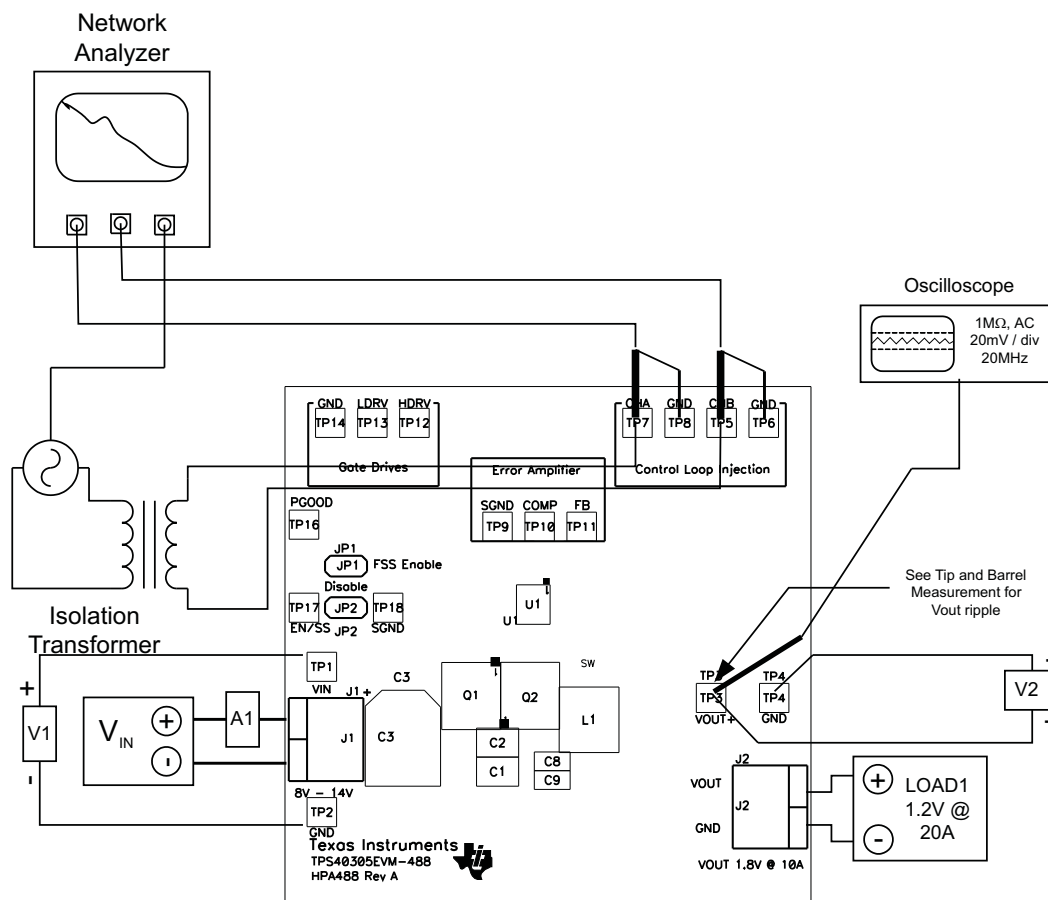 Network
Analyzer
Oscilloscope
1MΩ, AC
20mV / div
20MHz
GND LDRV HDRV
TP14 TP13 TP12
Gate Drives
CHA GND CHB GND
TP7 TP8 TP5 TP6
Control Loop Injection
Error Amplifier
SGND COMP FB
TP9 TP10 TP11
PGOOD
TP16
JP1
JP1 FSS Enable
Disable
TP17 JP2 TP18
EN/SS JP2 SGND
U1
U1
See Tip and Barrel
Measurement for
Vout ripple
Isolation
Transformer
TP1
VIN
+
V1
-
VIN
+
-
A1
J1+
J1
C3
C3
1
Q1
Q2
1
SW
L1
C2
C1
C8
C9
TP3 TP4
TP3 TP4
VOUT+ GND
V2
8V - 14V
TP2
GND
J2
VOUT
J2
GND
+
-
LOAD1
1.2V @
20A
VOUT 1.8V @ 10A
Texas Instruments
TPS40305EVM-488
HPA488 Rev A